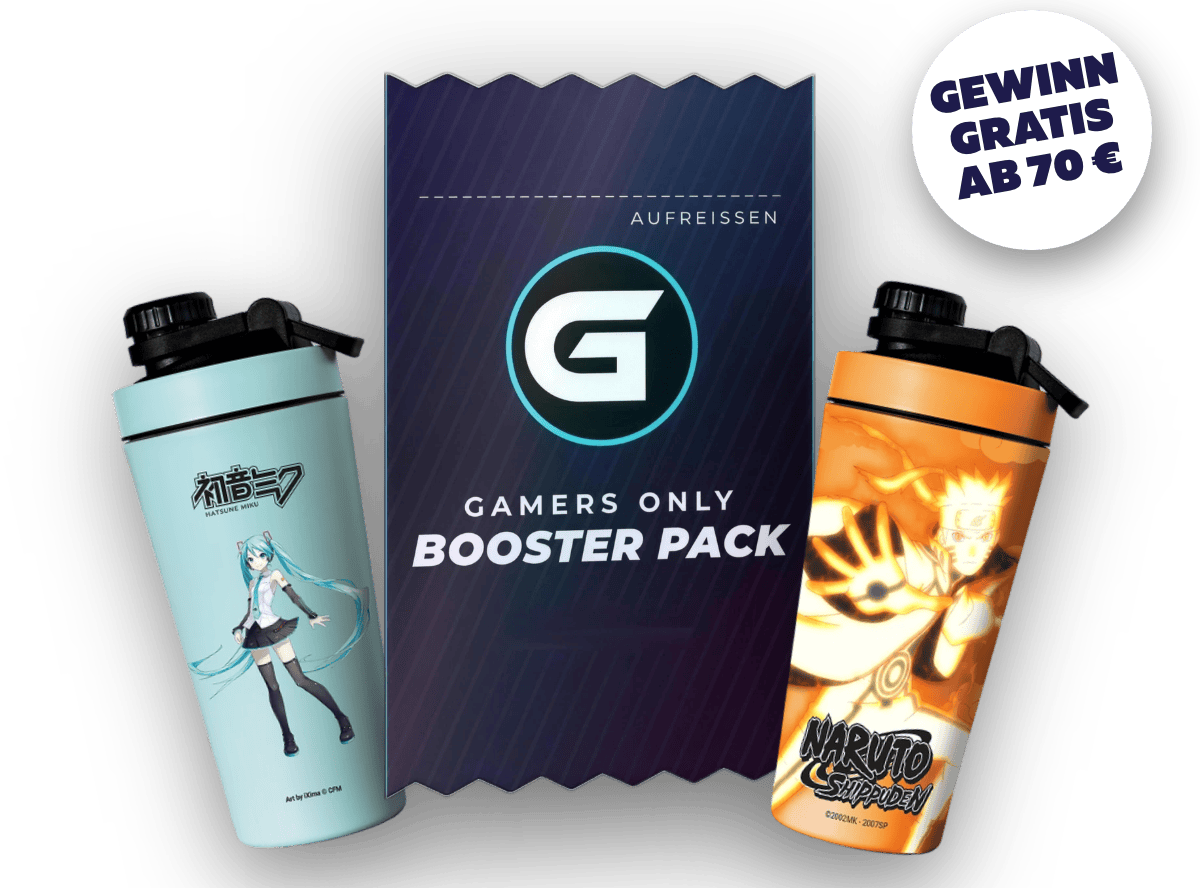 GEWINN
GRATIS
AB 70 €
AUFREISSEN
G
GAMERS ONLY
BOOSTER PACK
初音ミク
HATSUNE MIKU
Art by iXima © CFM
NARUTO
SHIPPUDEN
©2002MK - 2007SP